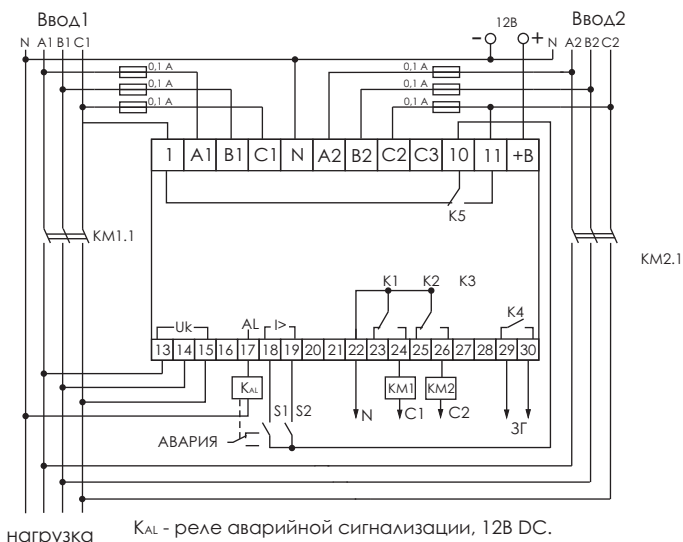 Ввод1 12В Ввод2
N A1 B1 C1 - + N A2 B2 C2
0,1 A 0,1 A
0,1 A 0,1 A
0,1 A 0,1 A
1 A1 B1 C1 N A2 B2 C2 C3 10 11 +B
K5
KM1.1
KM2.1
K1 K2 K3
K4
Uk AL I>
13 14 15 16 17 18 19 20 21 22 23 24 25 26 27 28 29 30
KAL KM1 KM2
S1 S2 N C1 C2 ЗГ
АВАРИЯ
нагрузка
KAL - реле аварийной сигнализации, 12В DC.